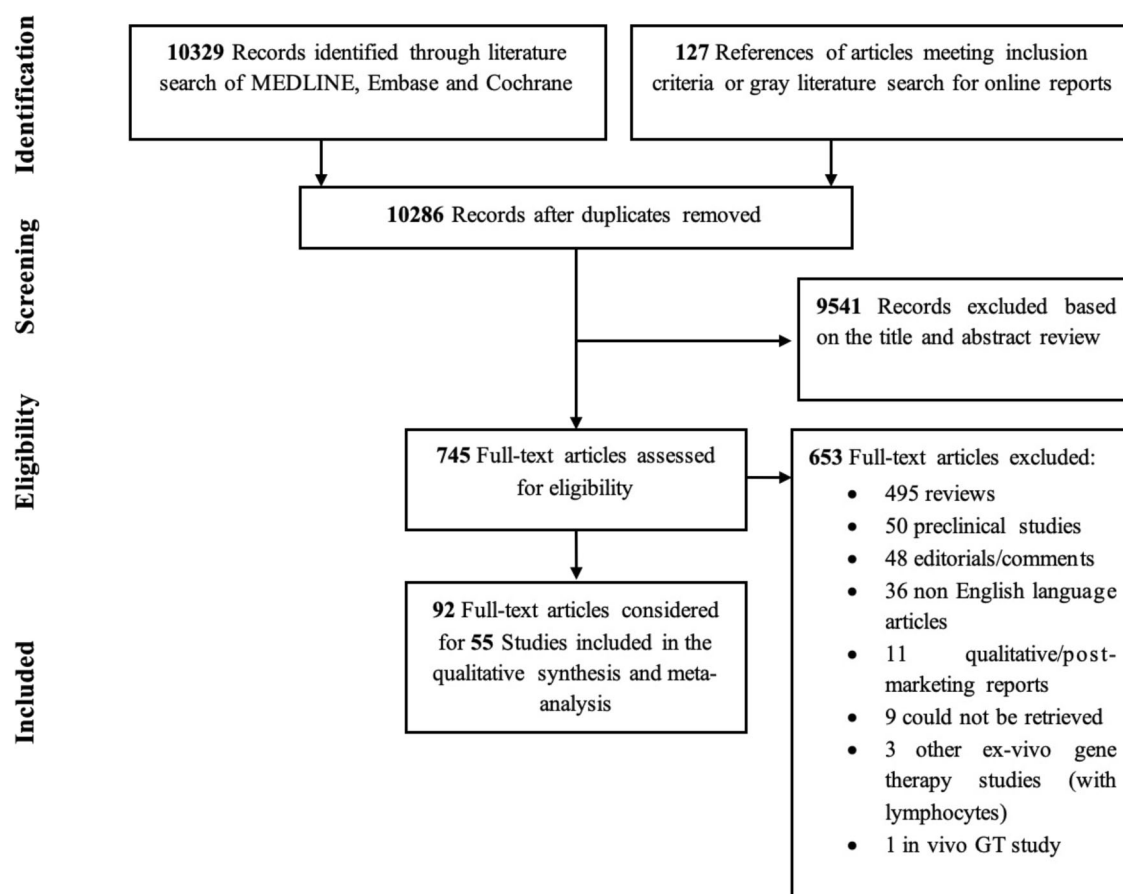 Identification
10329 Records identified through literature
search of MEDLINE, Embase and Cochrane
127 References of articles meeting inclusion
criteria or gray literature search for online reports
10286 Records after duplicates removed
Screening
9541 Records excluded based
on the title and abstract review
Eligibility
745 Full-text articles assessed
for eligibility
653 Full-text articles excluded:
• 495 reviews
• 50 preclinical studies
• 48 editorials/comments
• 36 non English language
articles
• 11 qualitative/post-
marketing reports
• 9 could not be retrieved
• 3 other ex-vivo gene
therapy studies (with
lymphocytes)
• 1 in vivo GT study
Included
92 Full-text articles considered
for 55 Studies included in the
qualitative synthesis and meta-
analysis